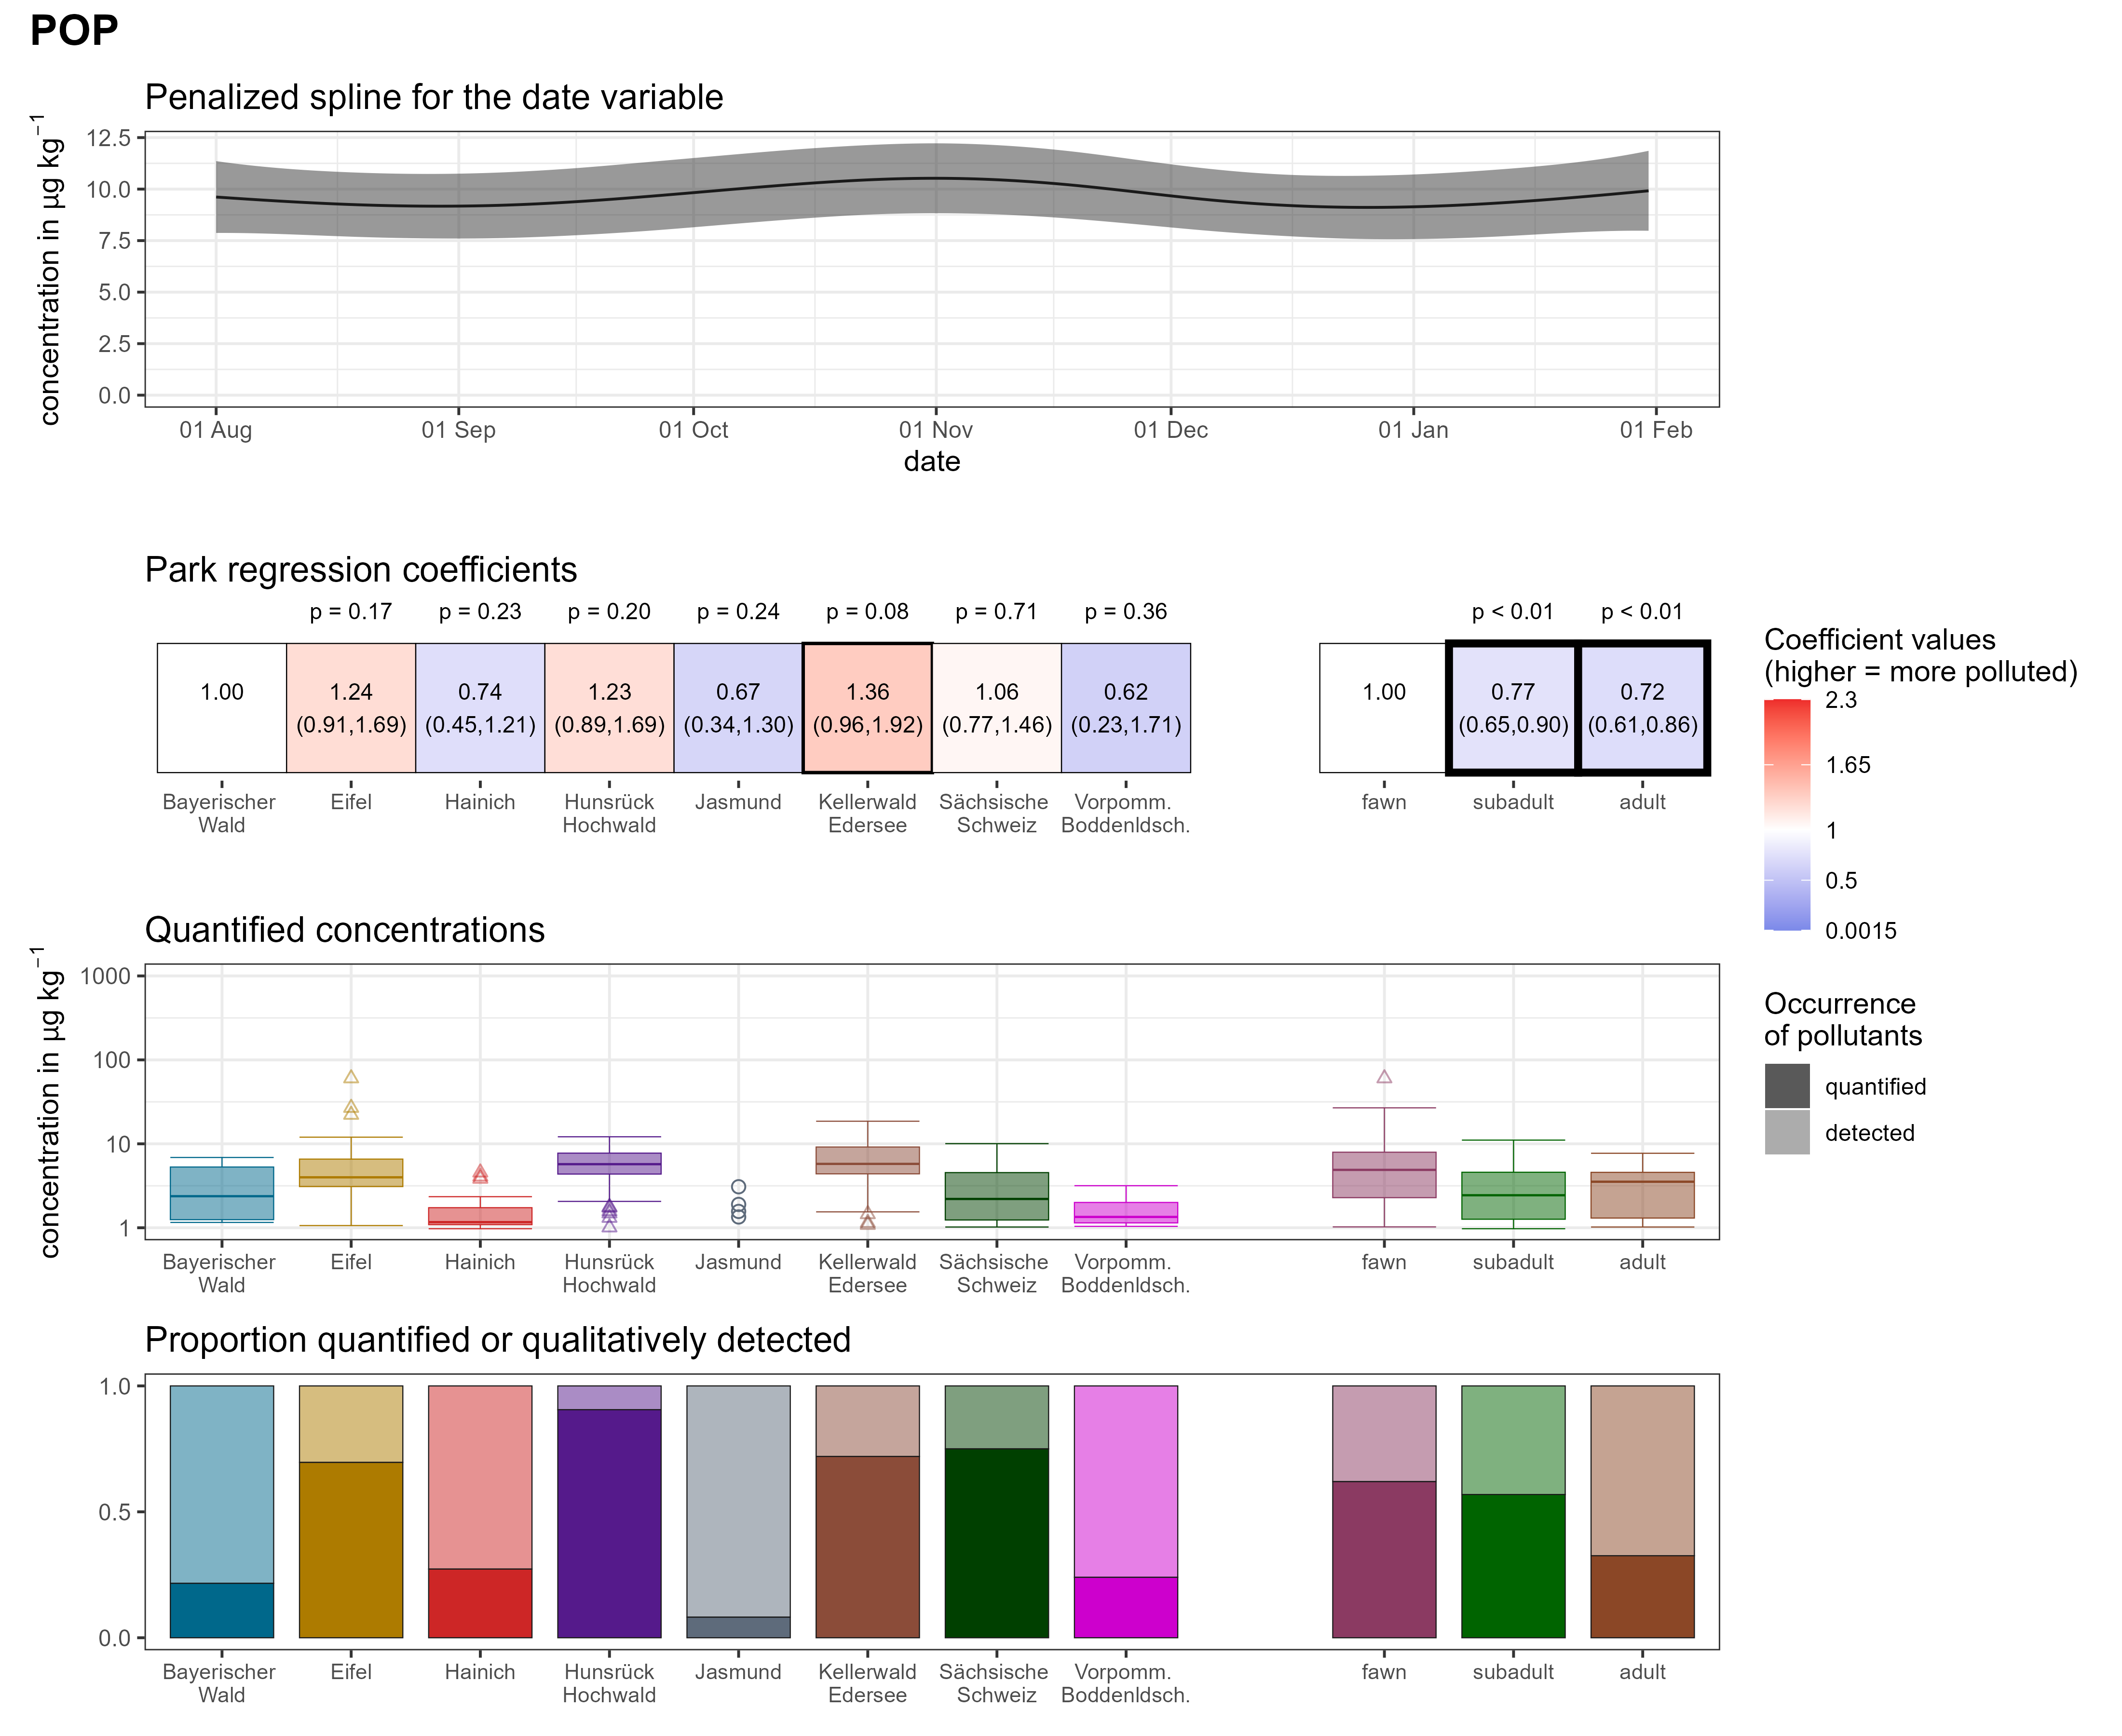 POP
Penalized spline for the date variable
concentration in µg kg⁻¹
12.5
10.0
7.5
5.0
2.5
0.0
01 Aug 01 Sep 01 Oct 01 Nov 01 Dec 01 Jan 01 Feb
date
Park regression coefficients
p = 0.17 p = 0.23 p = 0.20 p = 0.24 p = 0.08 p = 0.71 p = 0.36 p < 0.01 p < 0.01
1.00 1.24 0.74 1.23 0.67 1.36 1.06 0.62 1.00 0.77 0.72
(0.91,1.69) (0.45,1.21) (0.89,1.69) (0.34,1.30) (0.96,1.92) (0.77,1.46) (0.23,1.71) (0.65,0.90) (0.61,0.86)
Bayerischer Eifel Hainich Hunsrück Jasmund Kellerwald Sächsische Vorpomm. fawn subadult adult
Wald Hochwald Edersee Schweiz Boddenldsch.
Coefficient values
(higher = more polluted)
2.3
1.65
1
0.5
0.0015
Quantified concentrations
concentration in µg kg⁻¹
1000
100
10
1
Bayerischer Eifel Hainich Hunsrück Jasmund Kellerwald Sächsische Vorpomm. fawn subadult adult
Wald Hochwald Edersee Schweiz Boddenldsch.
Occurrence
of pollutants
quantified
detected
Proportion quantified or qualitatively detected
1.0
0.5
0.0
Bayerischer Eifel Hainich Hunsrück Jasmund Kellerwald Sächsische Vorpomm. fawn subadult adult
Wald Hochwald Edersee Schweiz Boddenldsch.